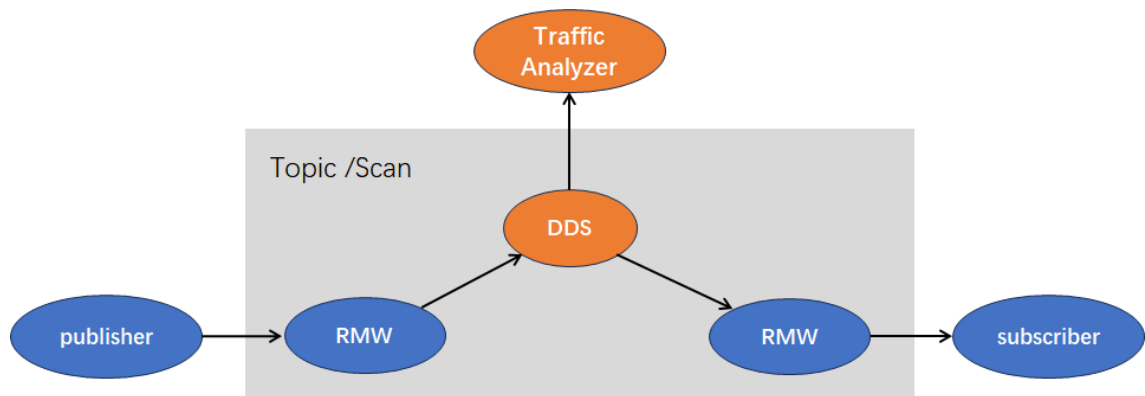 Traffic
Analyzer
Topic /Scan
DDS
publisher
RMW
RMW
subscriber